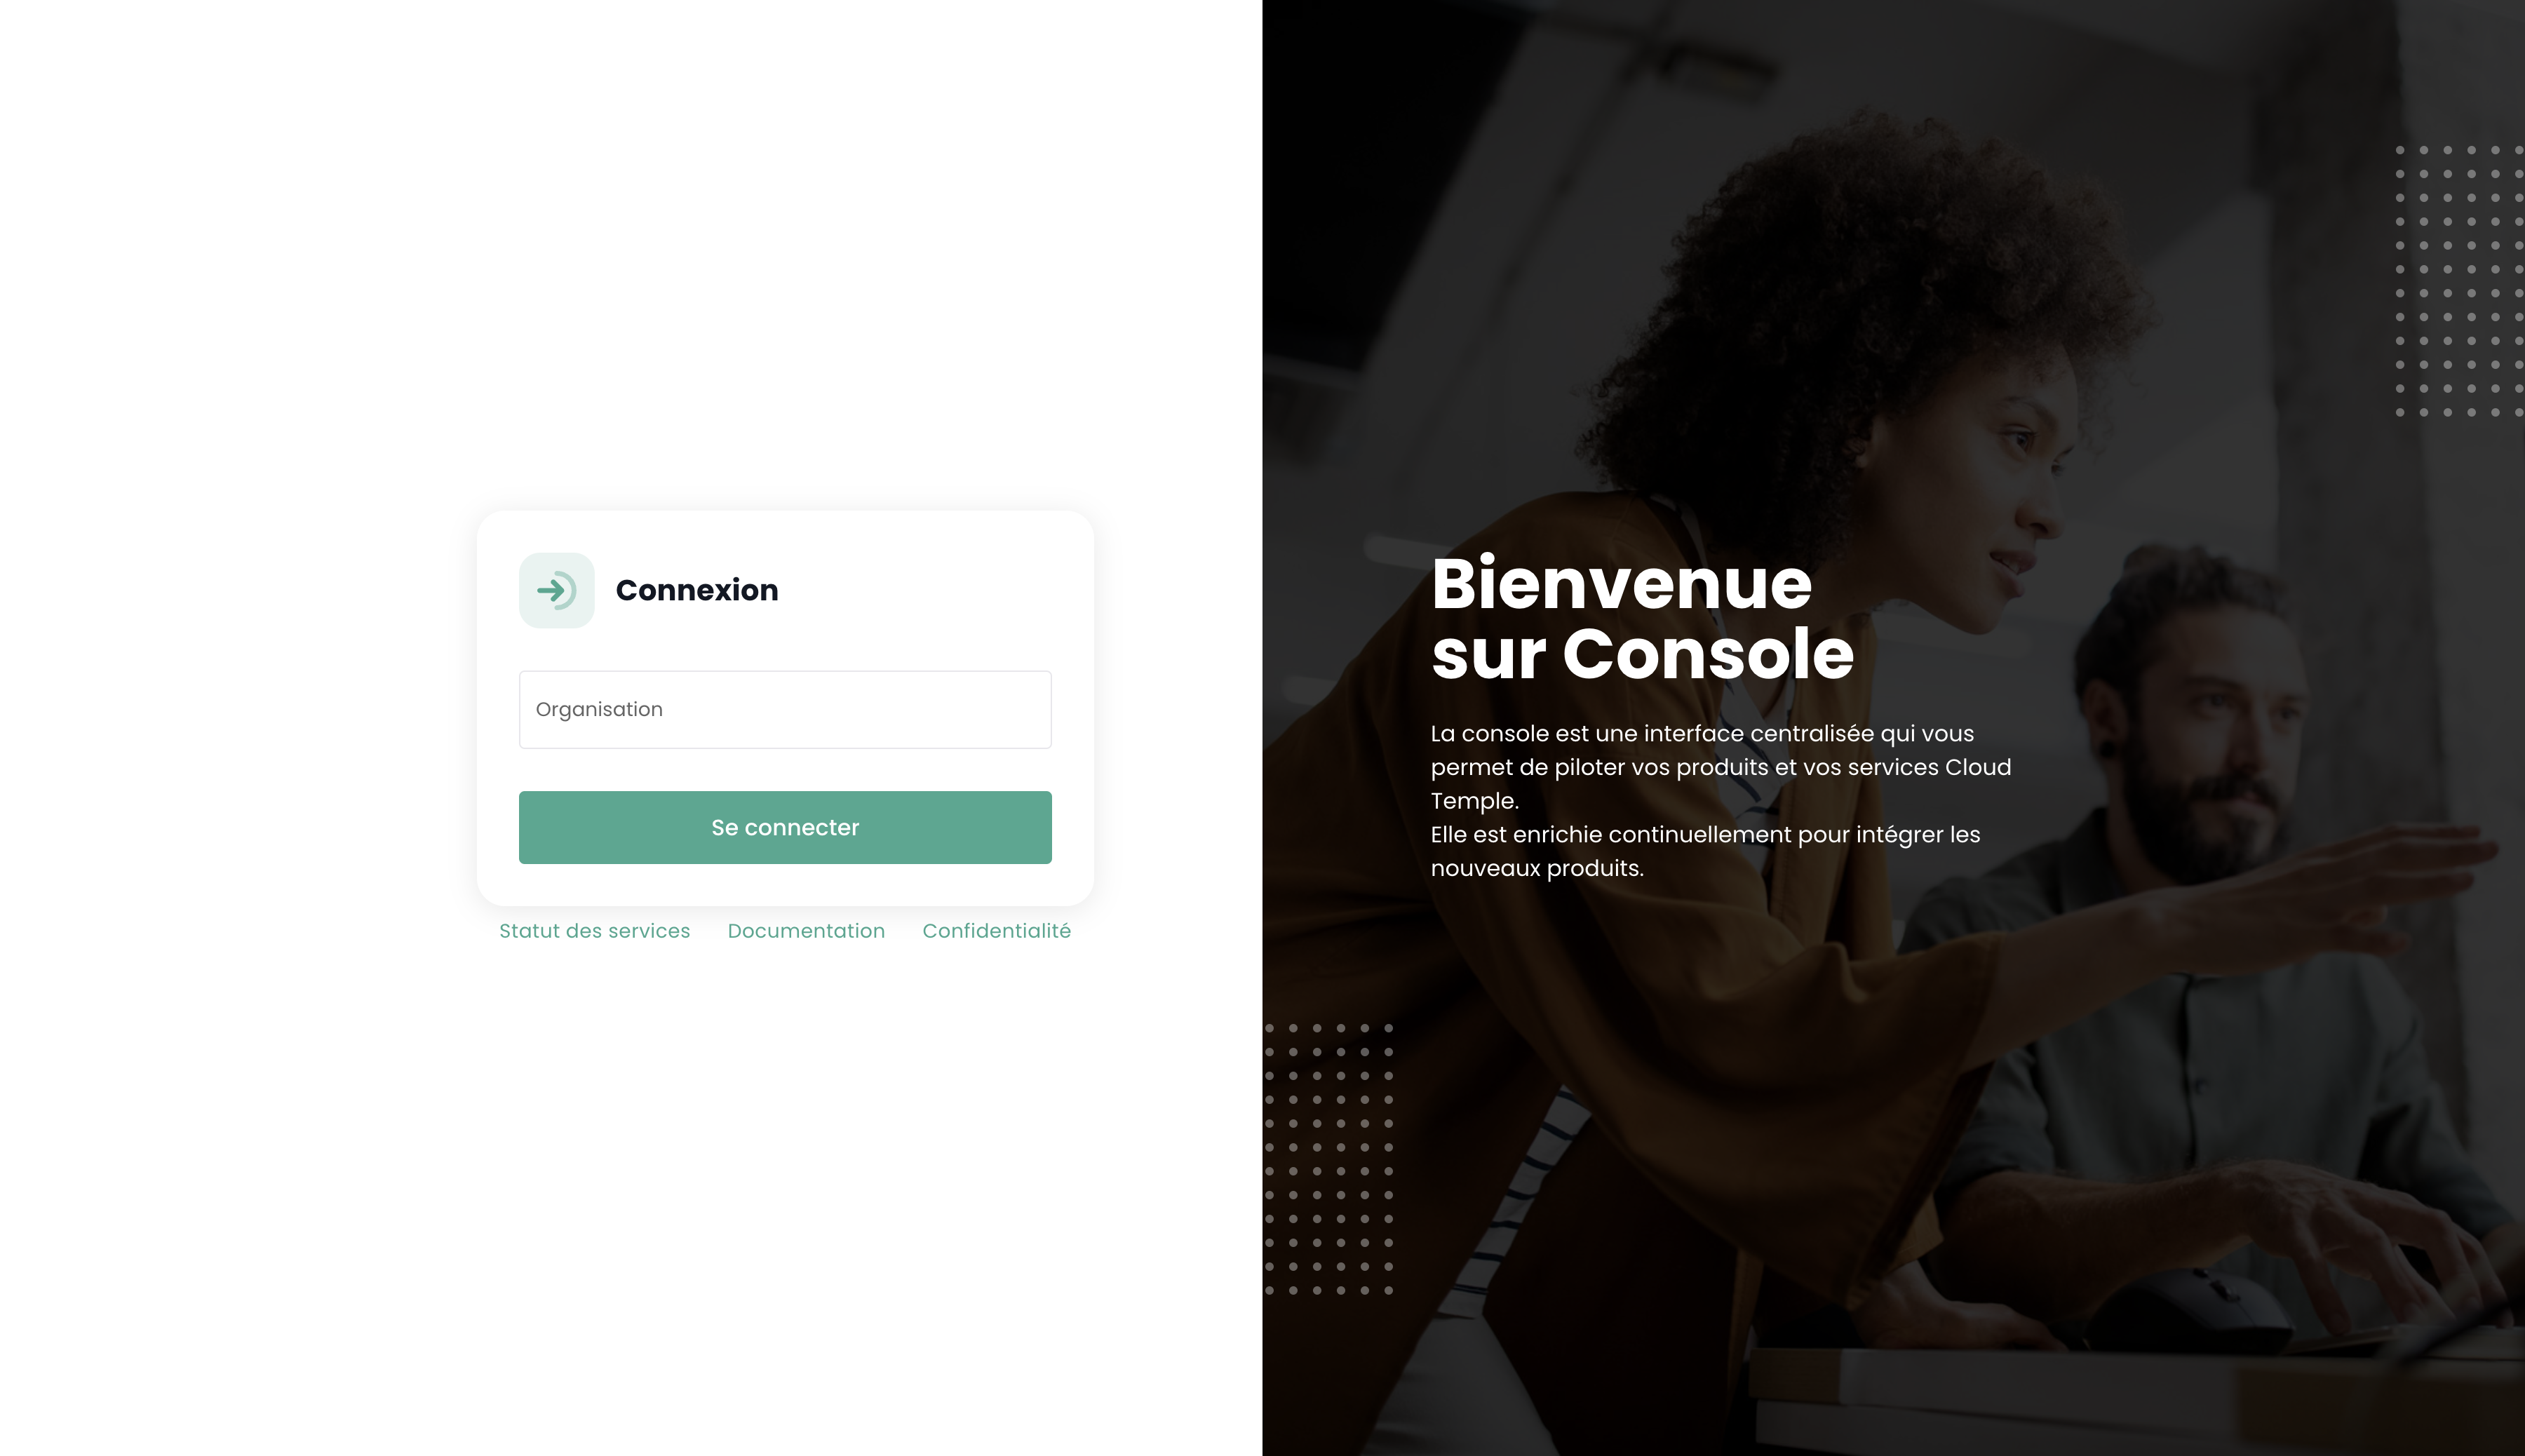 Connexion
Organisation
Se connecter
Statut des services
Documentation
Confidentialité
Bienvenue
sur Console
La console est une interface centralisée qui vous
permet de piloter vos produits et vos services Cloud
Temple.
Elle est enrichie continuellement pour intégrer les
nouveaux produits.